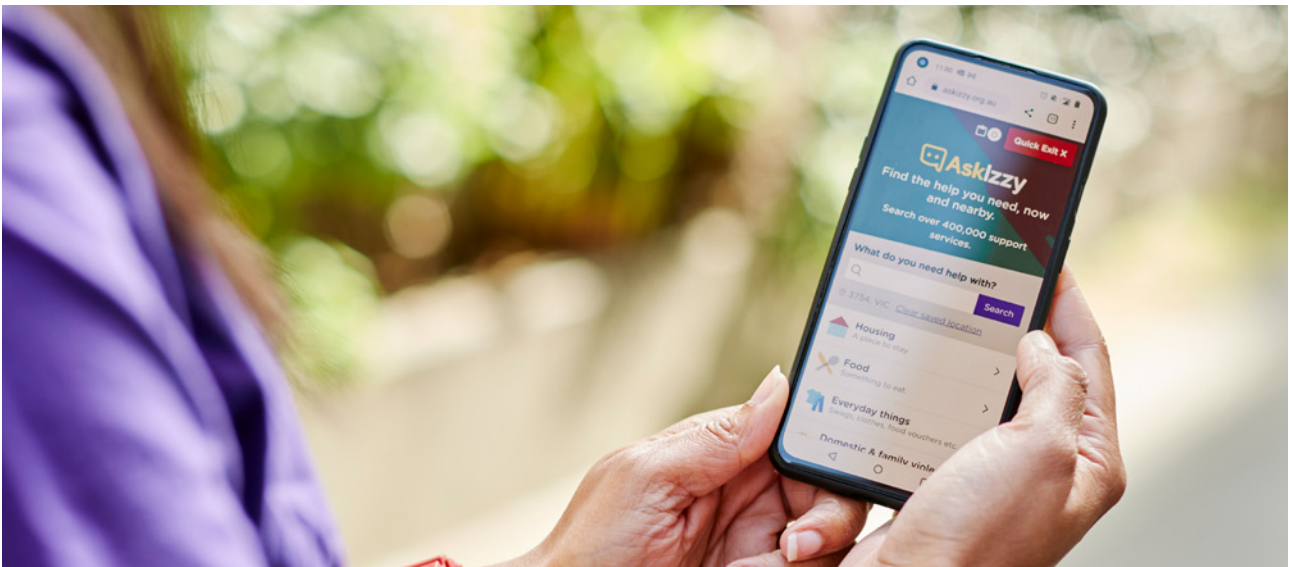 11:30
askizzy.org.au
Quick Exit X
AskIzzy
Find the help you need, now
and nearby.
Search over 400,000 support
services.
What do you need help with?
Search
3754, VIC Clear saved location
Housing
A place to stay
Food
Something to eat
Everyday things
Swags, clothes, food vouchers etc.
Domestic & family viole